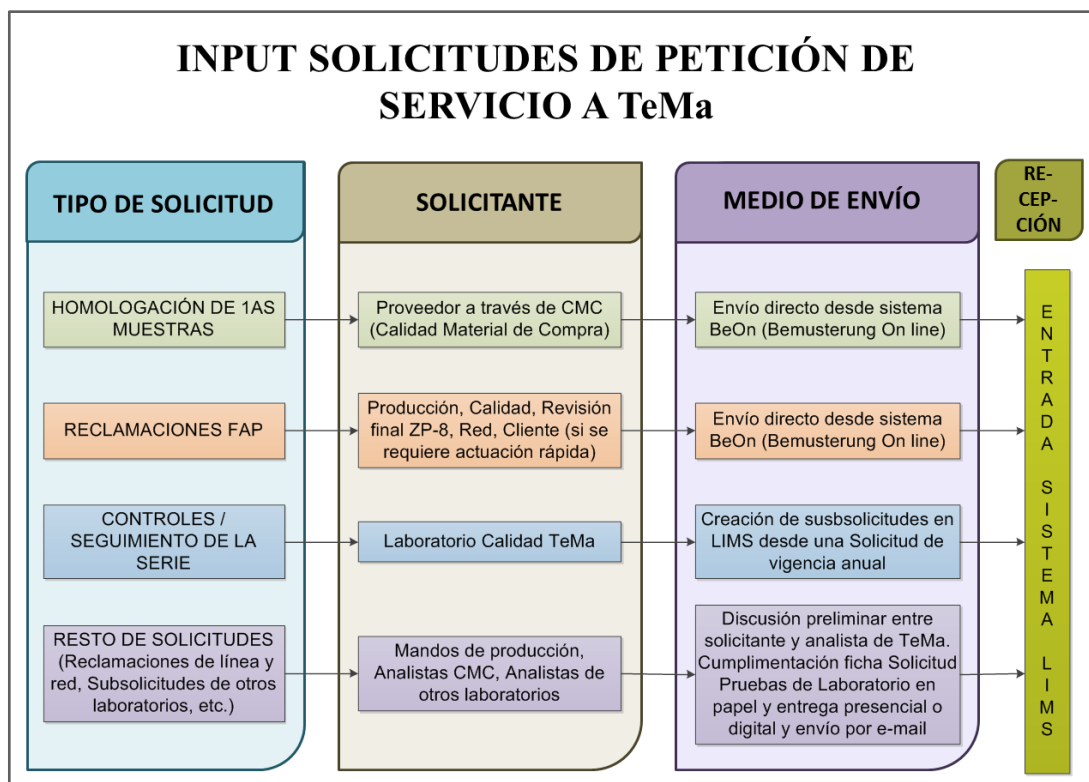 INPUT SOLICITUDES DE PETICIÓN DE
SERVICIO A TeMa
TIPO DE SOLICITUD
SOLICITANTE
MEDIO DE ENVÍO
RE-
CEP-
CIÓN
HOMOLOGACIÓN DE 1AS
MUESTRAS
Proveedor a través de CMC
(Calidad Material de Compra)
Envío directo desde sistema
BeOn (Bemusterung On line)
RECLAMACIONES FAP
Producción, Calidad, Revisión
final ZP-8, Red, Cliente (si se
requiere actuación rápida)
Envío directo desde sistema
BeOn (Bemusterung On line)
CONTROLES /
SEGUIMIENTO DE LA
SERIE
Laboratorio Calidad TeMa
Creación de susbsolicitudes en
LIMS desde una Solicitud de
vigencia anual
RESTO DE SOLICITUDES
(Reclamaciones de línea y
red, Subsolicitudes de otros
laboratorios, etc.)
Mandos de producción,
Analistas CMC, Analistas de
otros laboratorios
Discusión preliminar entre
solicitante y analista de TeMa.
Cumplimentación ficha Solicitud
Pruebas de Laboratorio en
papel y entrega presencial o
digital y envío por e-mail
ENTRADA SISTEMA LIMS